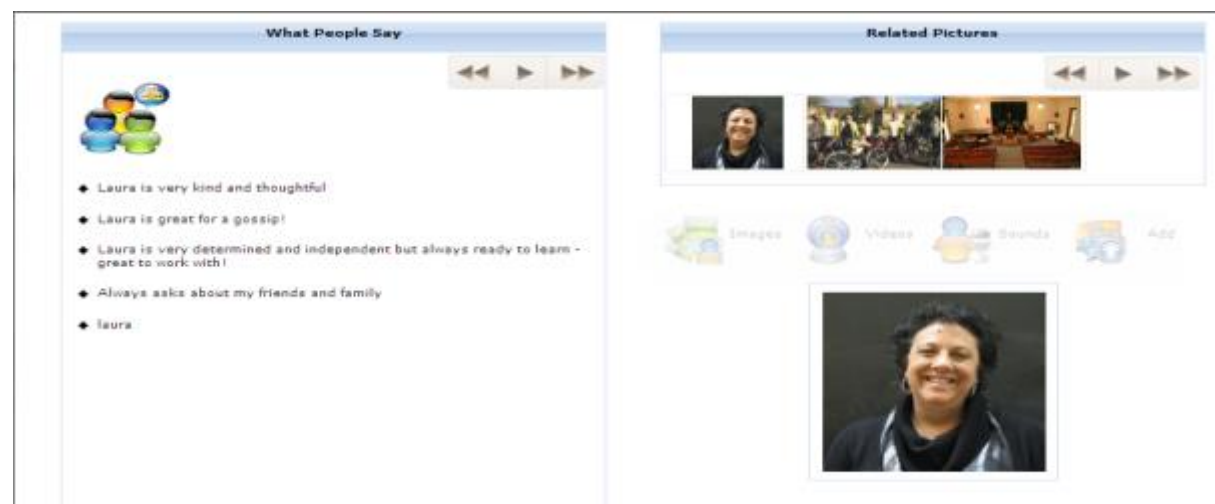 What People Say
Laura is very kind and thoughtful
Laura is great for a gossip!
Laura is very determined and independent but always ready to learn -
great to work with!
Always asks about my friends and family
laura
Related Pictures
Images Videos Sounds Add